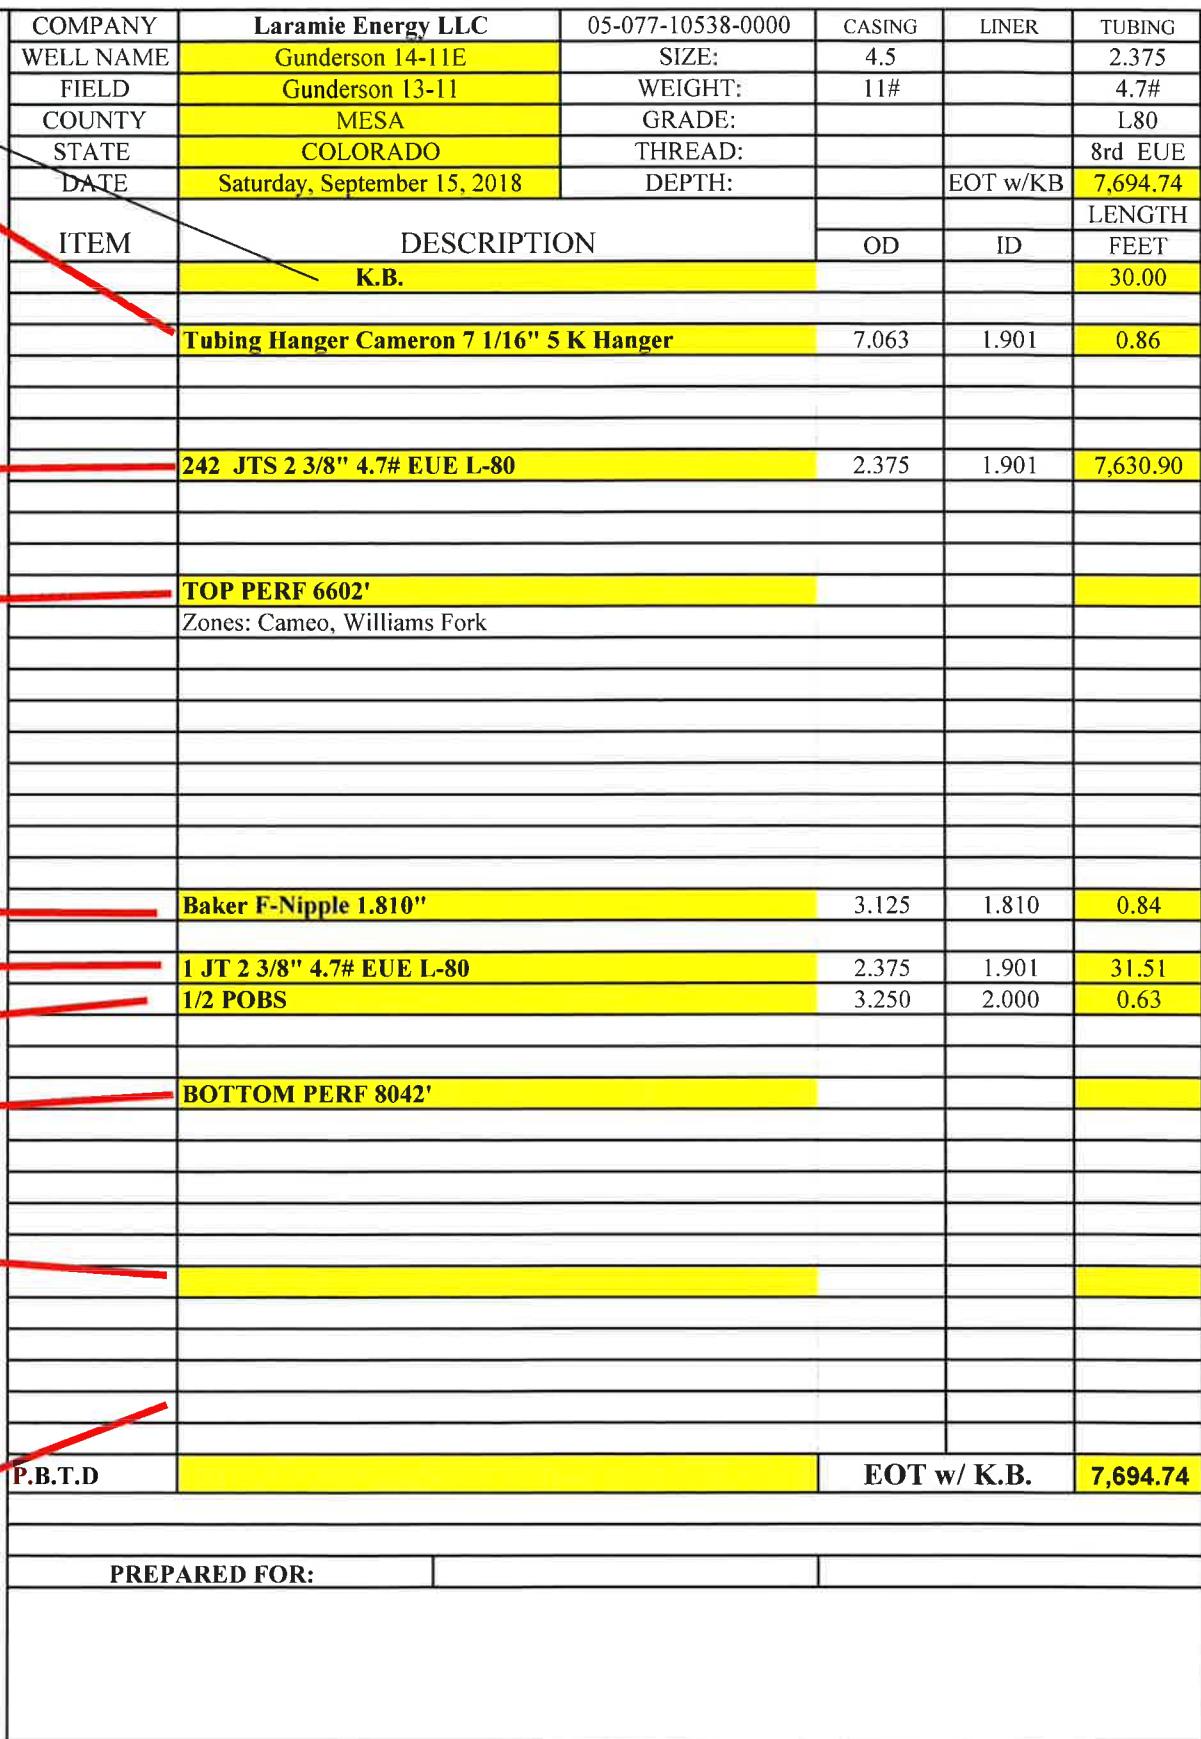 COMPANY Laramie Energy LLC 05-077-10538-0000 CASING LINER TUBING
WELL NAME Gunderson 14-11E SIZE: 4.5 2.375
FIELD Gunderson 13-11 WEIGHT: 11# 4.7#
COUNTY MESA GRADE: L80
STATE COLORADO THREAD: 8rd EUE
DATE Saturday, September 15, 2018 DEPTH: EOT w/KB 7,694.74
LENGTH
ITEM DESCRIPTION OD ID FEET
K.B. 30.00
Tubing Hanger Cameron 7 1/16" 5 K Hanger 7.063 1.901 0.86
242 JTS 2 3/8" 4.7# EUE L-80 2.375 1.901 7,630.90
TOP PERF 6602'
Zones: Cameo, Williams Fork
Baker F-Nipple 1.810" 3.125 1.810 0.84
1 JT 2 3/8" 4.7# EUE L-80 2.375 1.901 31.51
1/2 POBS 3.250 2.000 0.63
BOTTOM PERF 8042'
P.B.T.D EOT w/ K.B. 7,694.74
PREPARED FOR: